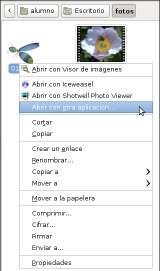 alumno Escritorio fotos
Abrir con Visor de imágenes
Abrir con Iceweasel
Abrir con Shotwell Photo Viewer
Abrir con otra aplicación...
Cortar
Copiar
Crear un enlace
Renombrar...
Copiar a
Mover a
Mover a la papelera
Comprimir...
Cifrar...
Firmar
Enviar a...
Propiedades